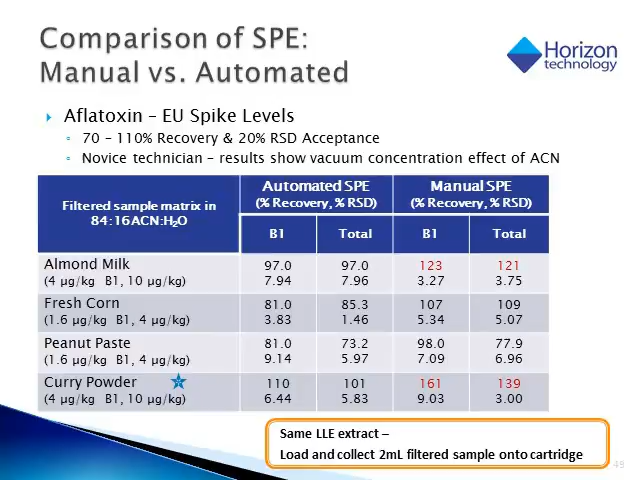 Comparison of SPE:
Manual vs. Automated
Horizon
technology
Aflatoxin – EU Spike Levels
70 – 110% Recovery & 20% RSD Acceptance
Novice technician – results show vacuum concentration effect of ACN
Filtered sample matrix in
84:16 ACN:H₂O
Automated SPE
(% Recovery, % RSD)
Manual SPE
(% Recovery, % RSD)
B1 Total B1 Total
Almond Milk
(4 µg/kg B1, 10 µg/kg)
97.0 97.0 123 121
7.94 7.96 3.27 3.75
Fresh Corn
(1.6 µg/kg B1, 4 µg/kg)
81.0 85.3 107 109
3.83 1.46 5.34 5.07
Peanut Paste
(1.6 µg/kg B1, 4 µg/kg)
81.0 73.2 98.0 77.9
9.14 5.97 7.09 6.96
Curry Powder
(4 µg/kg B1, 10 µg/kg)
110 101 161 139
6.44 5.83 9.03 3.00
Same LLE extract –
Load and collect 2mL filtered sample onto cartridge